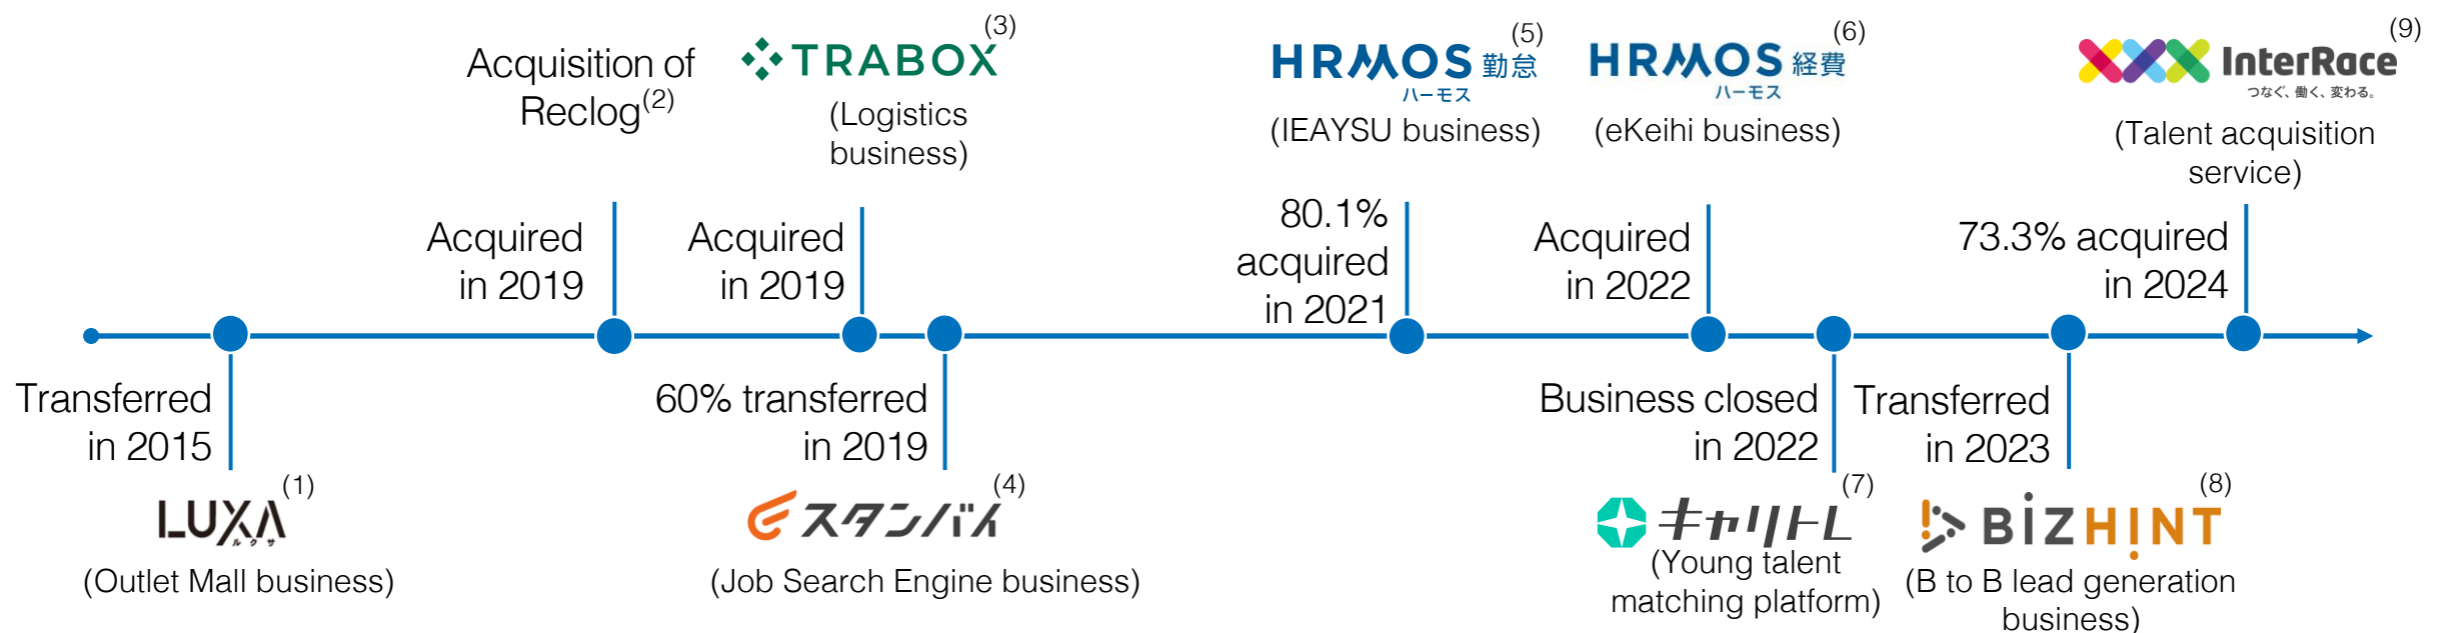 Acquisition of
Reclog(2)
Acquired
in 2019
TRABOX(3)
(Logistics
business)
Acquired
in 2019
HRMOS 勤怠(5)
ハーモス
(IEAYSU business)
80.1%
acquired
in 2021
HRMOS 経費(6)
ハーモス
(eKeihi business)
Acquired
in 2022
InterRace(9)
つなぐ、働く、変わる。
(Talent acquisition
service)
73.3% acquired
in 2024
Transferred
in 2015
LUXA(1)
ルクサ
(Outlet Mall business)
60% transferred
in 2019
スタンバイ(4)
(Job Search Engine business)
Business closed
in 2022
キャリトレ(7)
(Young talent
matching platform)
Transferred
in 2023
BIZHINT(8)
(B to B lead generation
business)